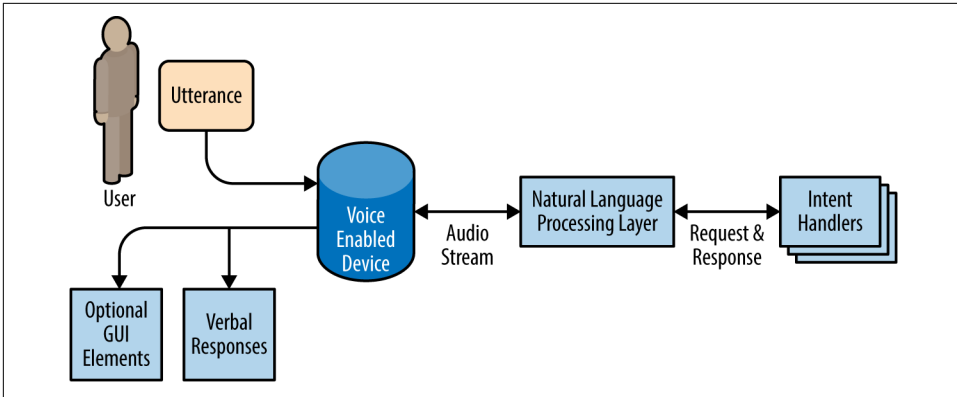 Utterance
User
Voice
Enabled
Device
Audio
Stream
Natural Language
Processing Layer
Request &
Response
Intent
Handlers
Optional
GUI
Elements
Verbal
Responses